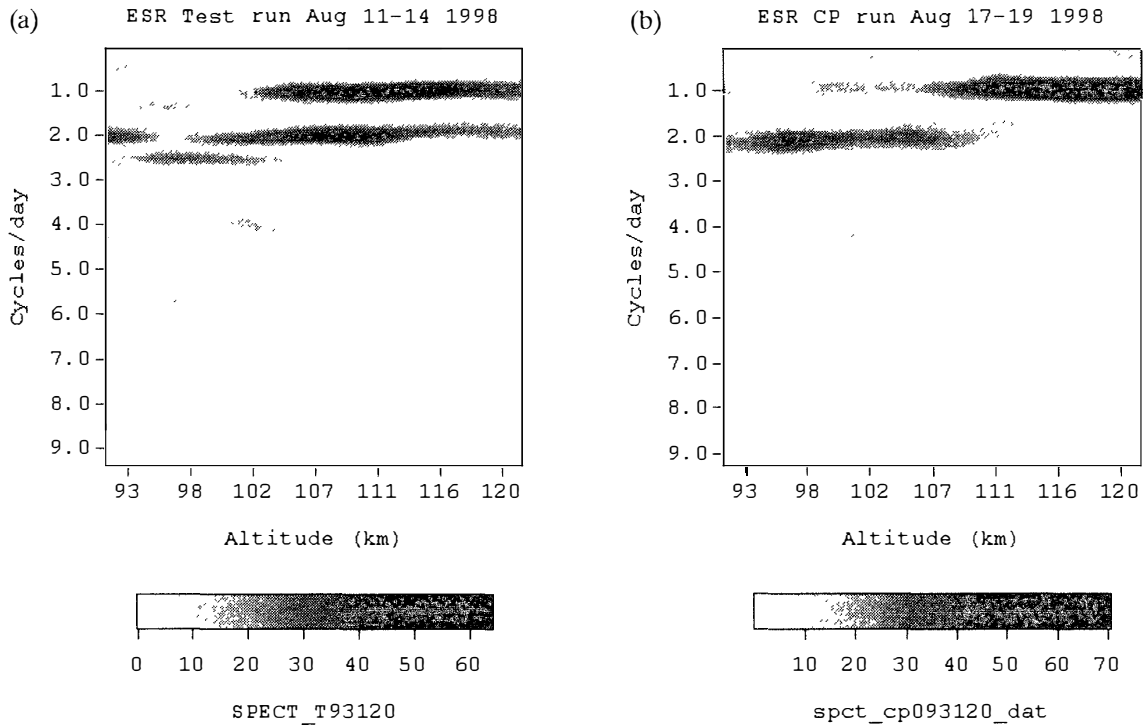 (a)
ESR Test run Aug 11-14 1998
Cycles/day
1.0
2.0
3.0
4.0
5.0
6.0
7.0
8.0
9.0
93 98 102 107 111 116 120
Altitude (km)
0 10 20 30 40 50 60
SPECT_T93120
(b)
ESR CP run Aug 17-19 1998
Cycles/day
1.0
2.0
3.0
4.0
5.0
6.0
7.0
8.0
9.0
93 98 102 107 111 116 120
Altitude (km)
10 20 30 40 50 60 70
spct_cp093120_dat